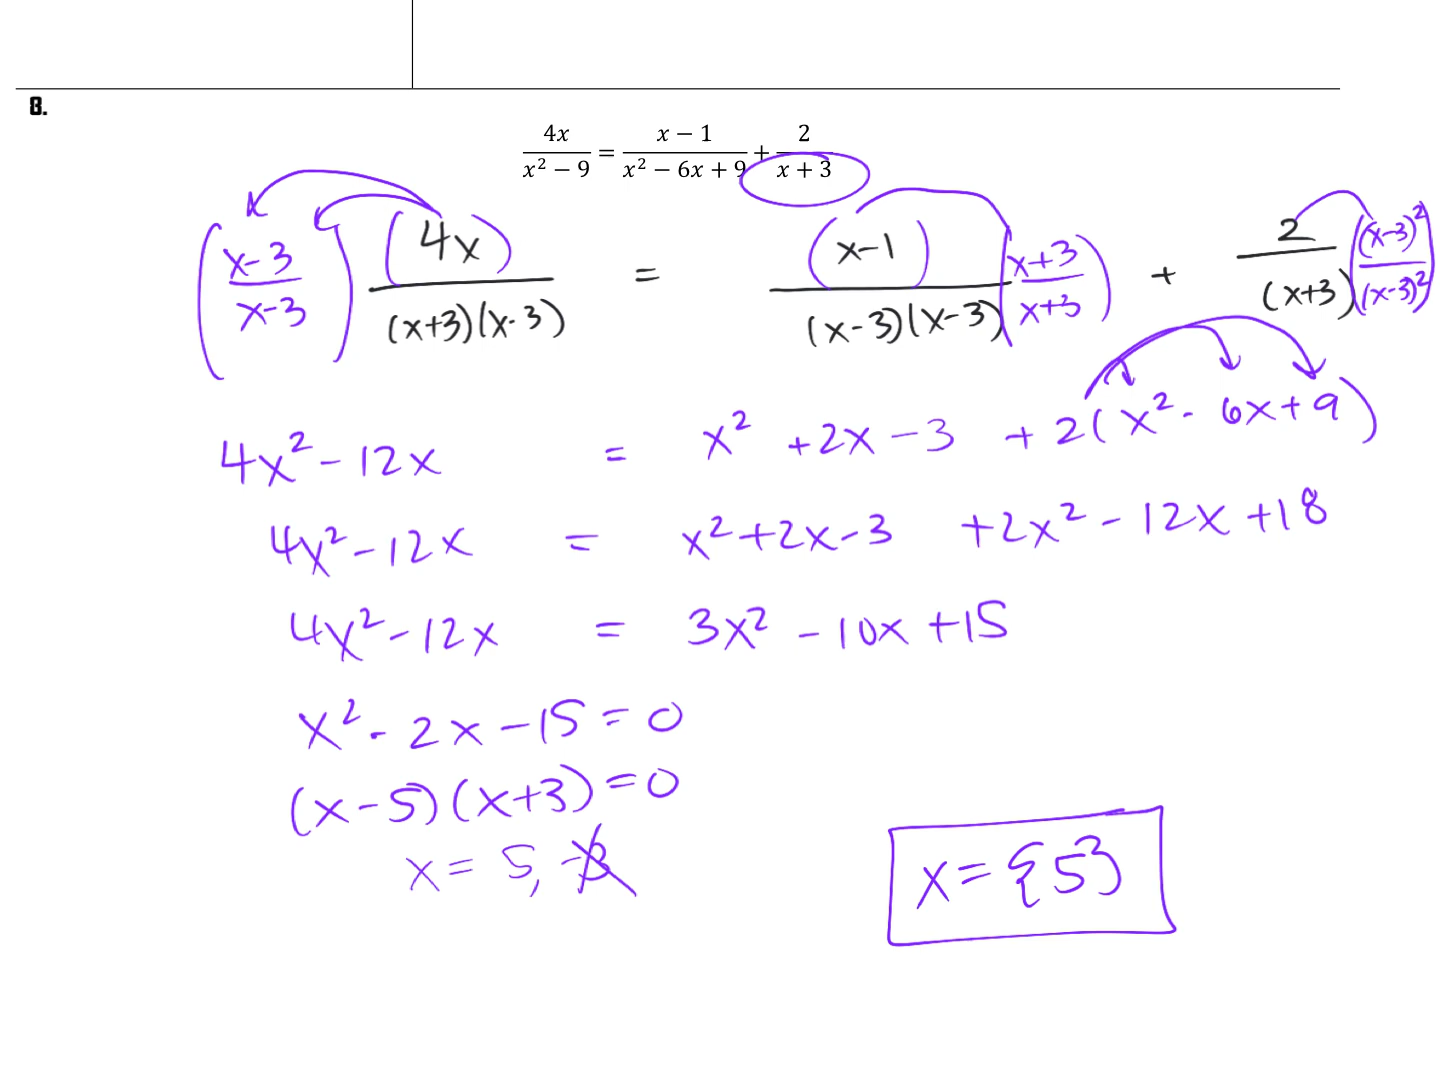 8.
4x/(x² − 9) = (x − 1)/(x² − 6x + 9) + 2/(x + 3)
((x-3)/(x-3)) (4x)/((x+3)(x-3)) = (x-1)/((x-3)(x-3)) ((x+3)/(x+3)) + 2/(x+3) ((x-3)²/(x-3)²)
4x² - 12x = x² + 2x - 3 + 2(x² - 6x + 9)
4x² - 12x = x² + 2x - 3 + 2x² - 12x + 18
4x² - 12x = 3x² - 10x + 15
x² - 2x - 15 = 0
(x-5)(x+3) = 0
x = 5, -3
x = {5}